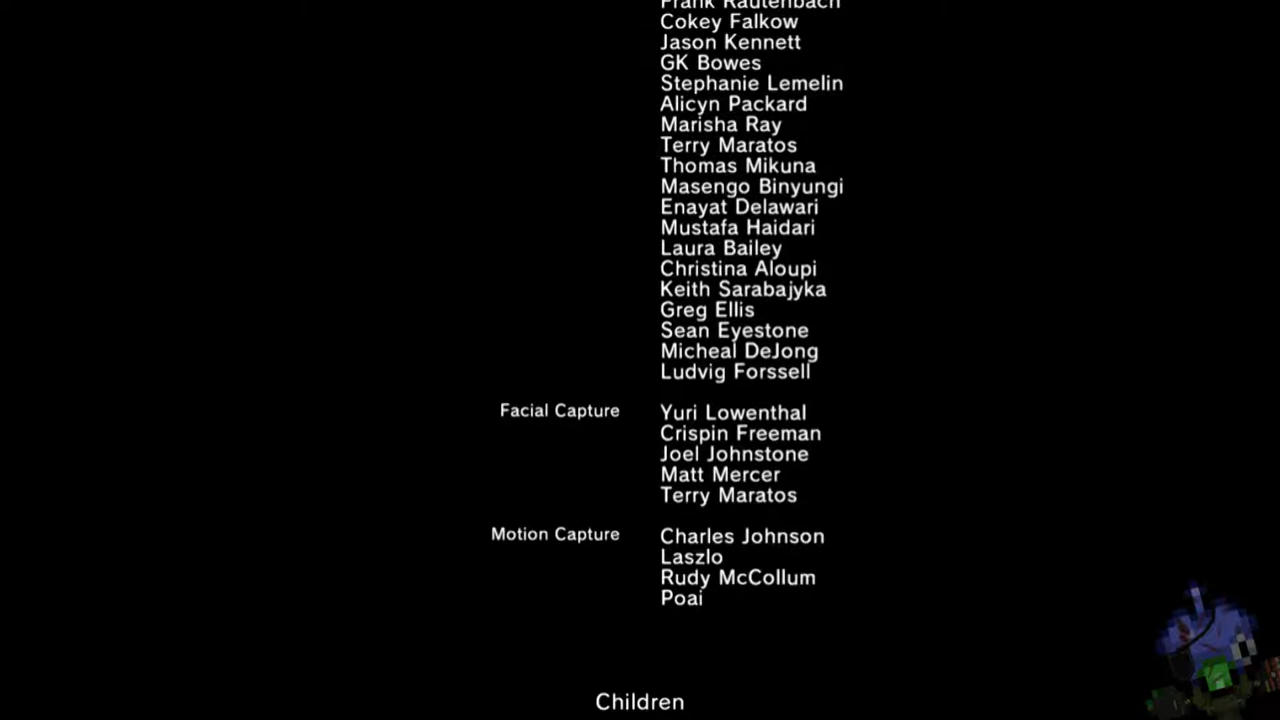 Frank Rautenbach
Cokey Falkow
Jason Kennett
GK Bowes
Stephanie Lemelin
Alicyn Packard
Marisha Ray
Terry Maratos
Thomas Mikuna
Masengo Binyungi
Enayat Delawari
Mustafa Haidari
Laura Bailey
Christina Aloupi
Keith Sarabajyka
Greg Ellis
Sean Eyestone
Micheal DeJong
Ludvig Forssell
Facial Capture Yuri Lowenthal
Crispin Freeman
Joel Johnstone
Matt Mercer
Terry Maratos
Motion Capture Charles Johnson
Laszlo
Rudy McCollum
Poai
Children